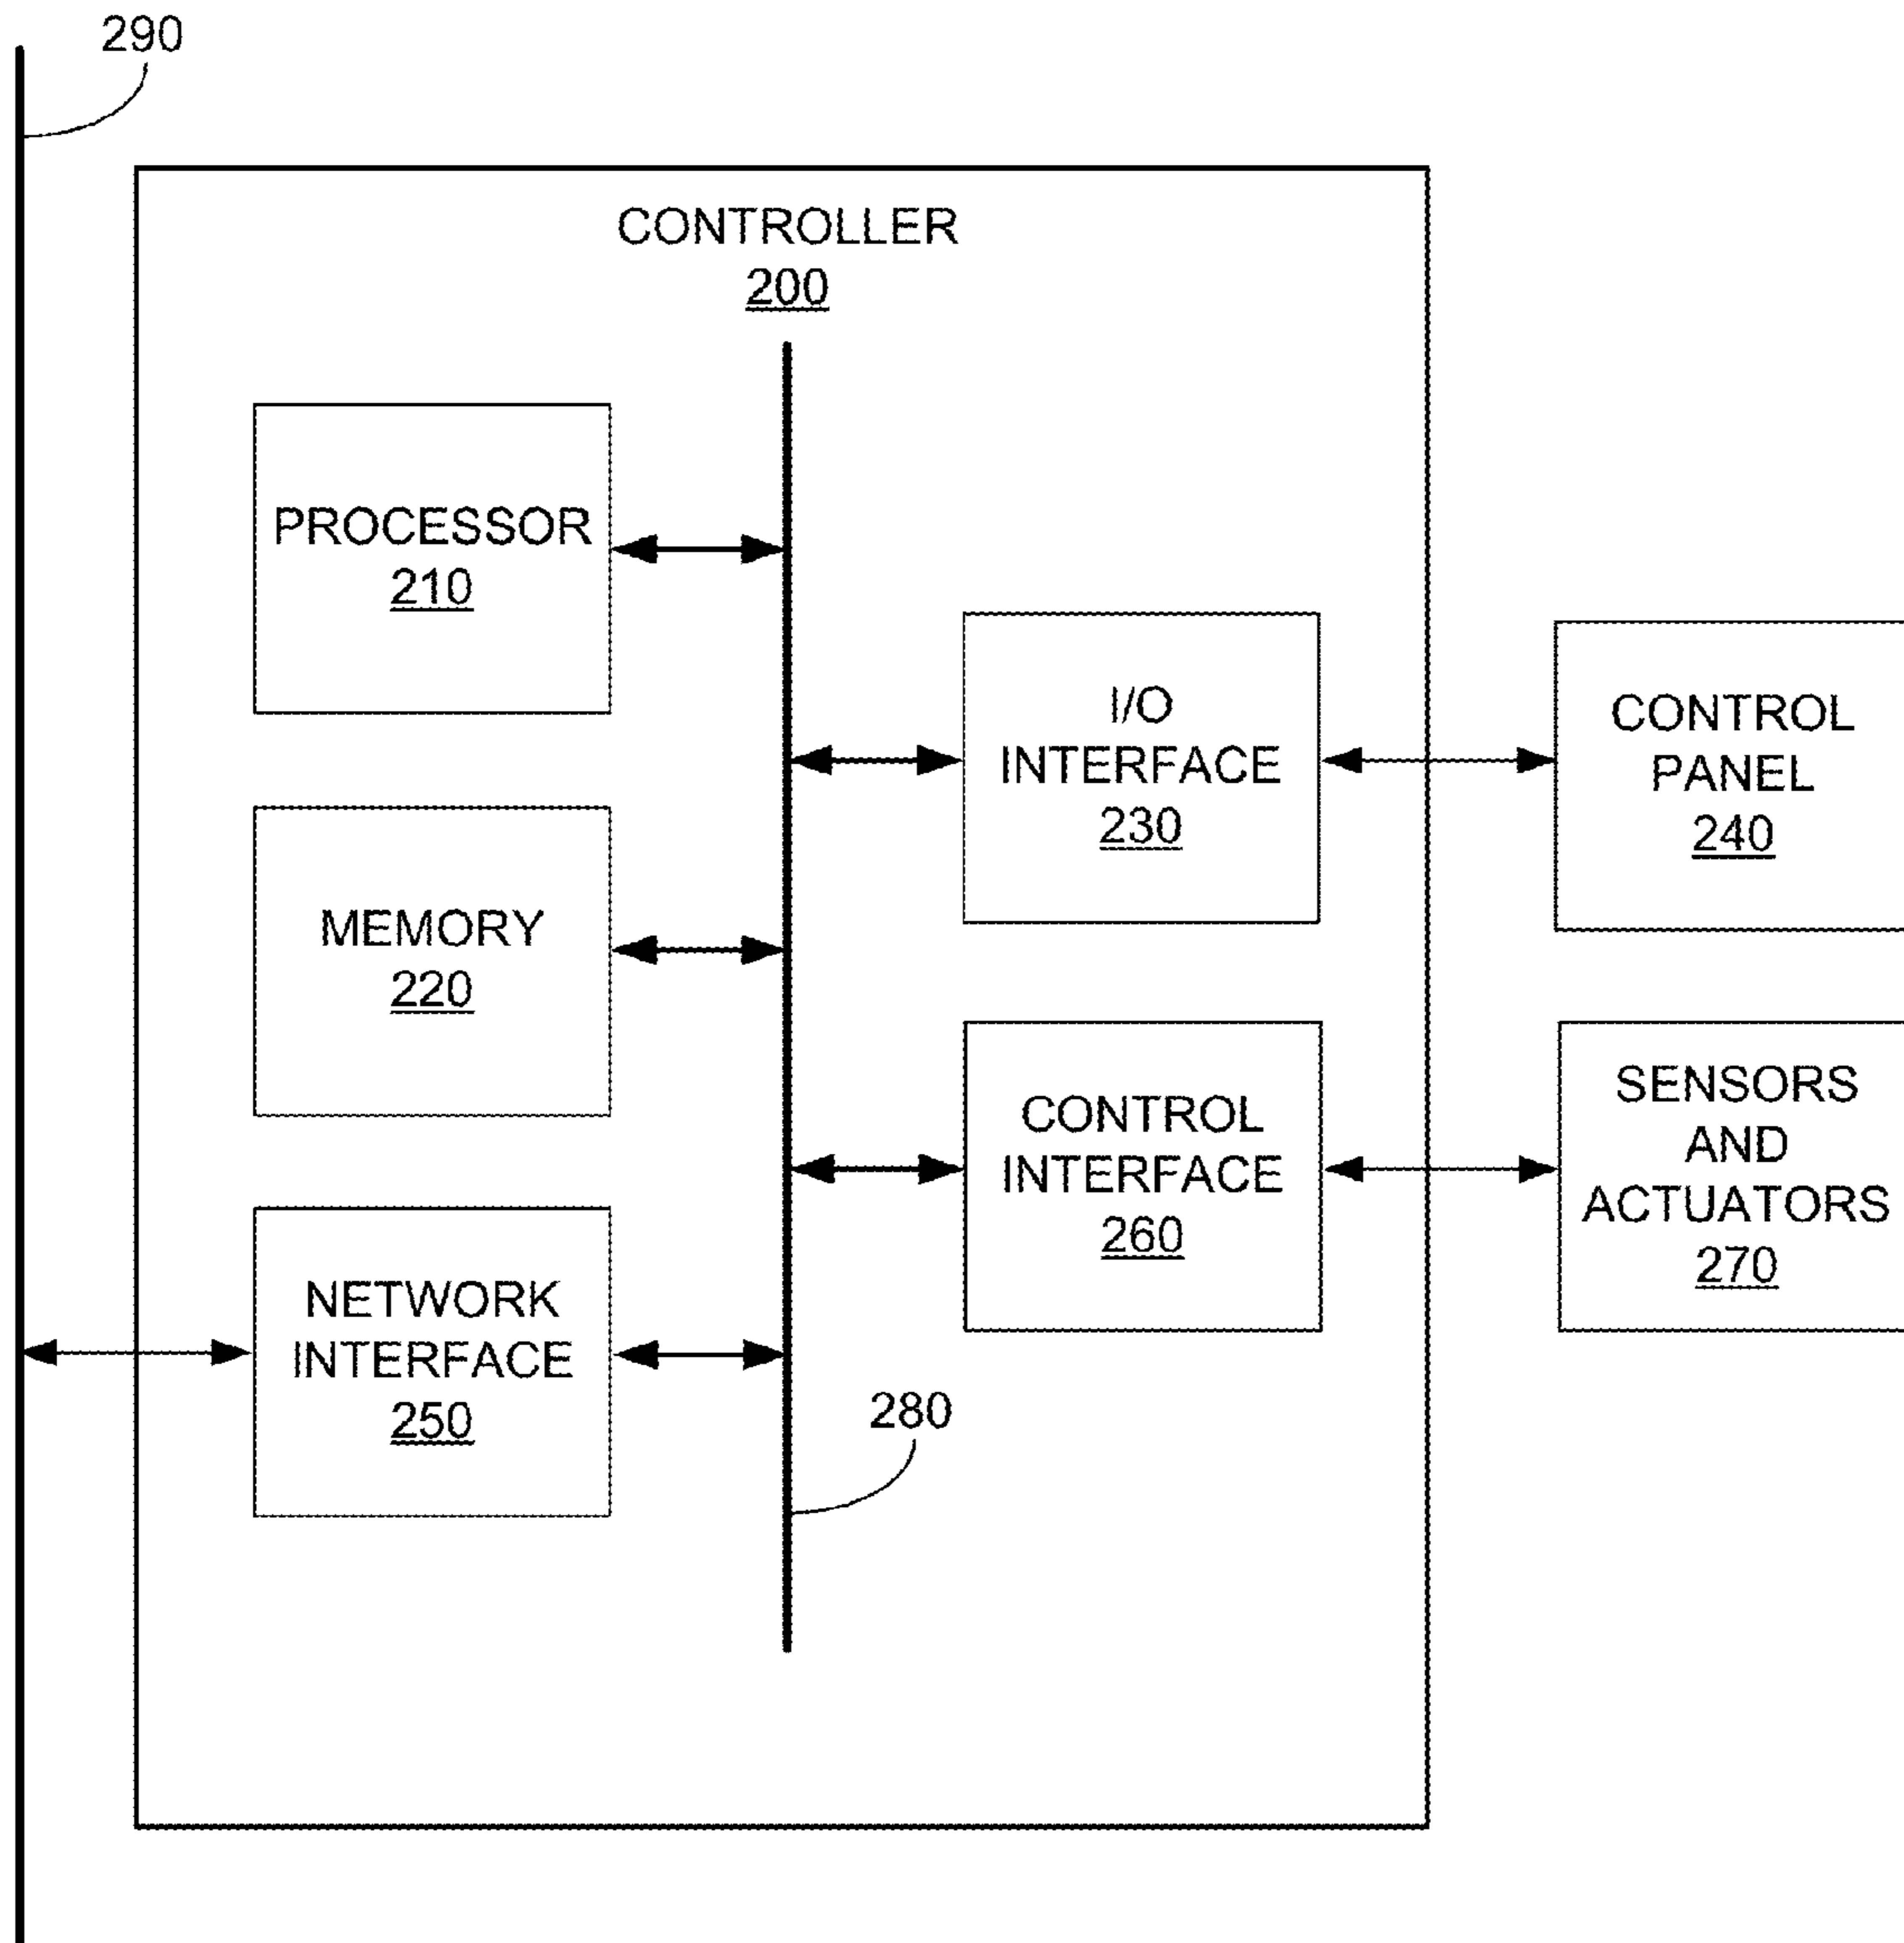 290
CONTROLLER
200
PROCESSOR
210
I/O
INTERFACE
230
CONTROL
PANEL
240
MEMORY
220
CONTROL
INTERFACE
260
SENSORS
AND
ACTUATORS
270
NETWORK
INTERFACE
250
280